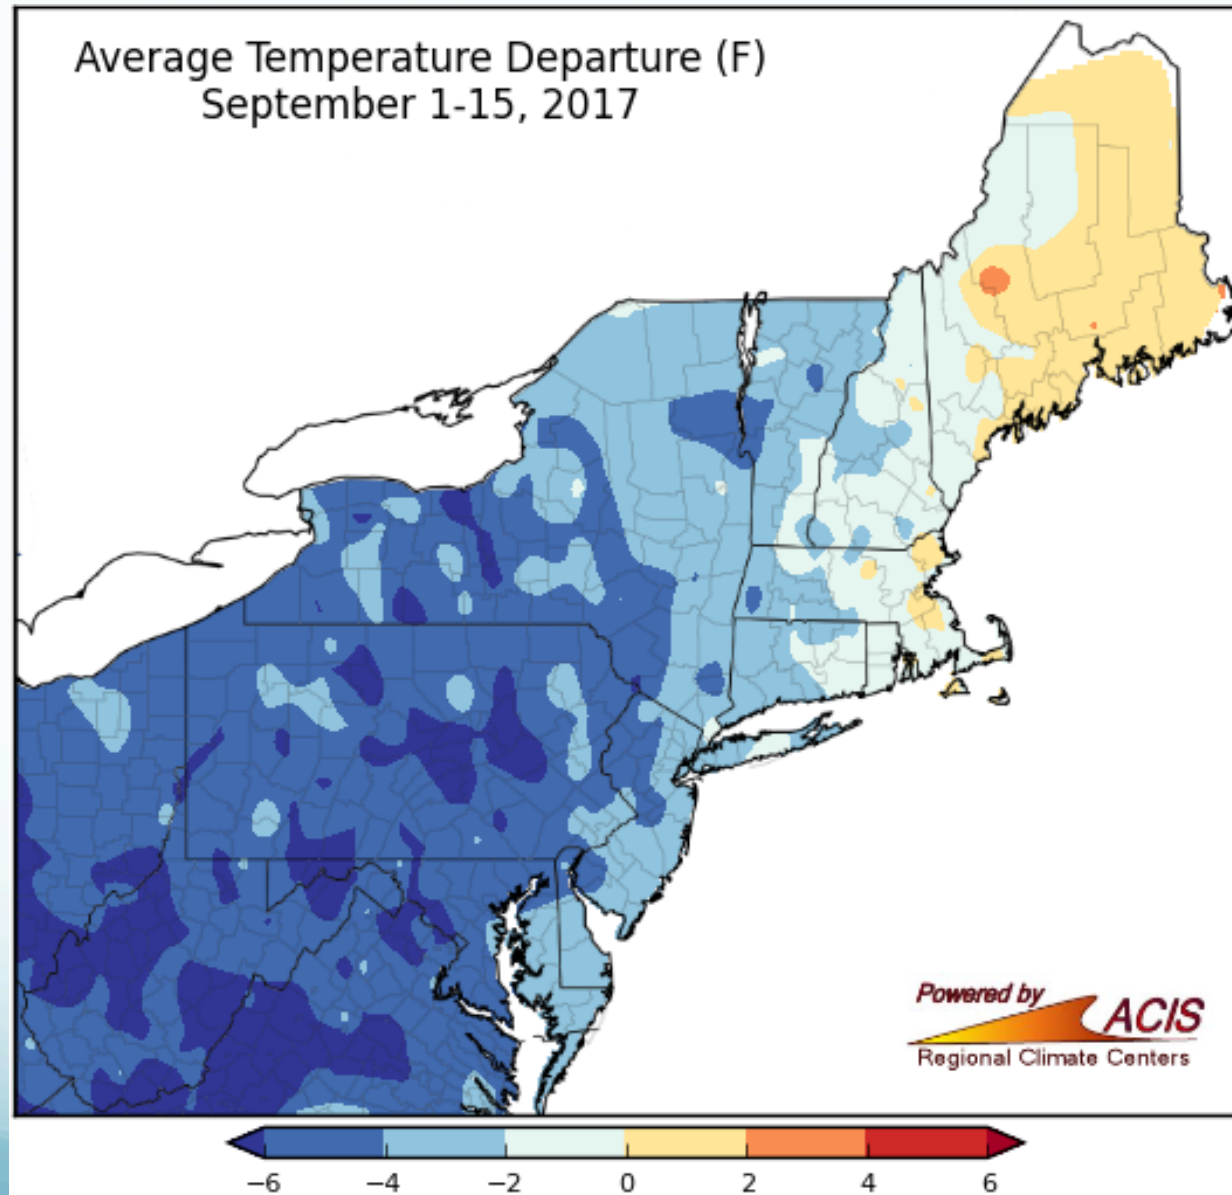 Average Temperature Departure (F)
September 1-15, 2017
Powered by
ACIS
Regional Climate Centers
−6 −4 −2 0 2 4 6